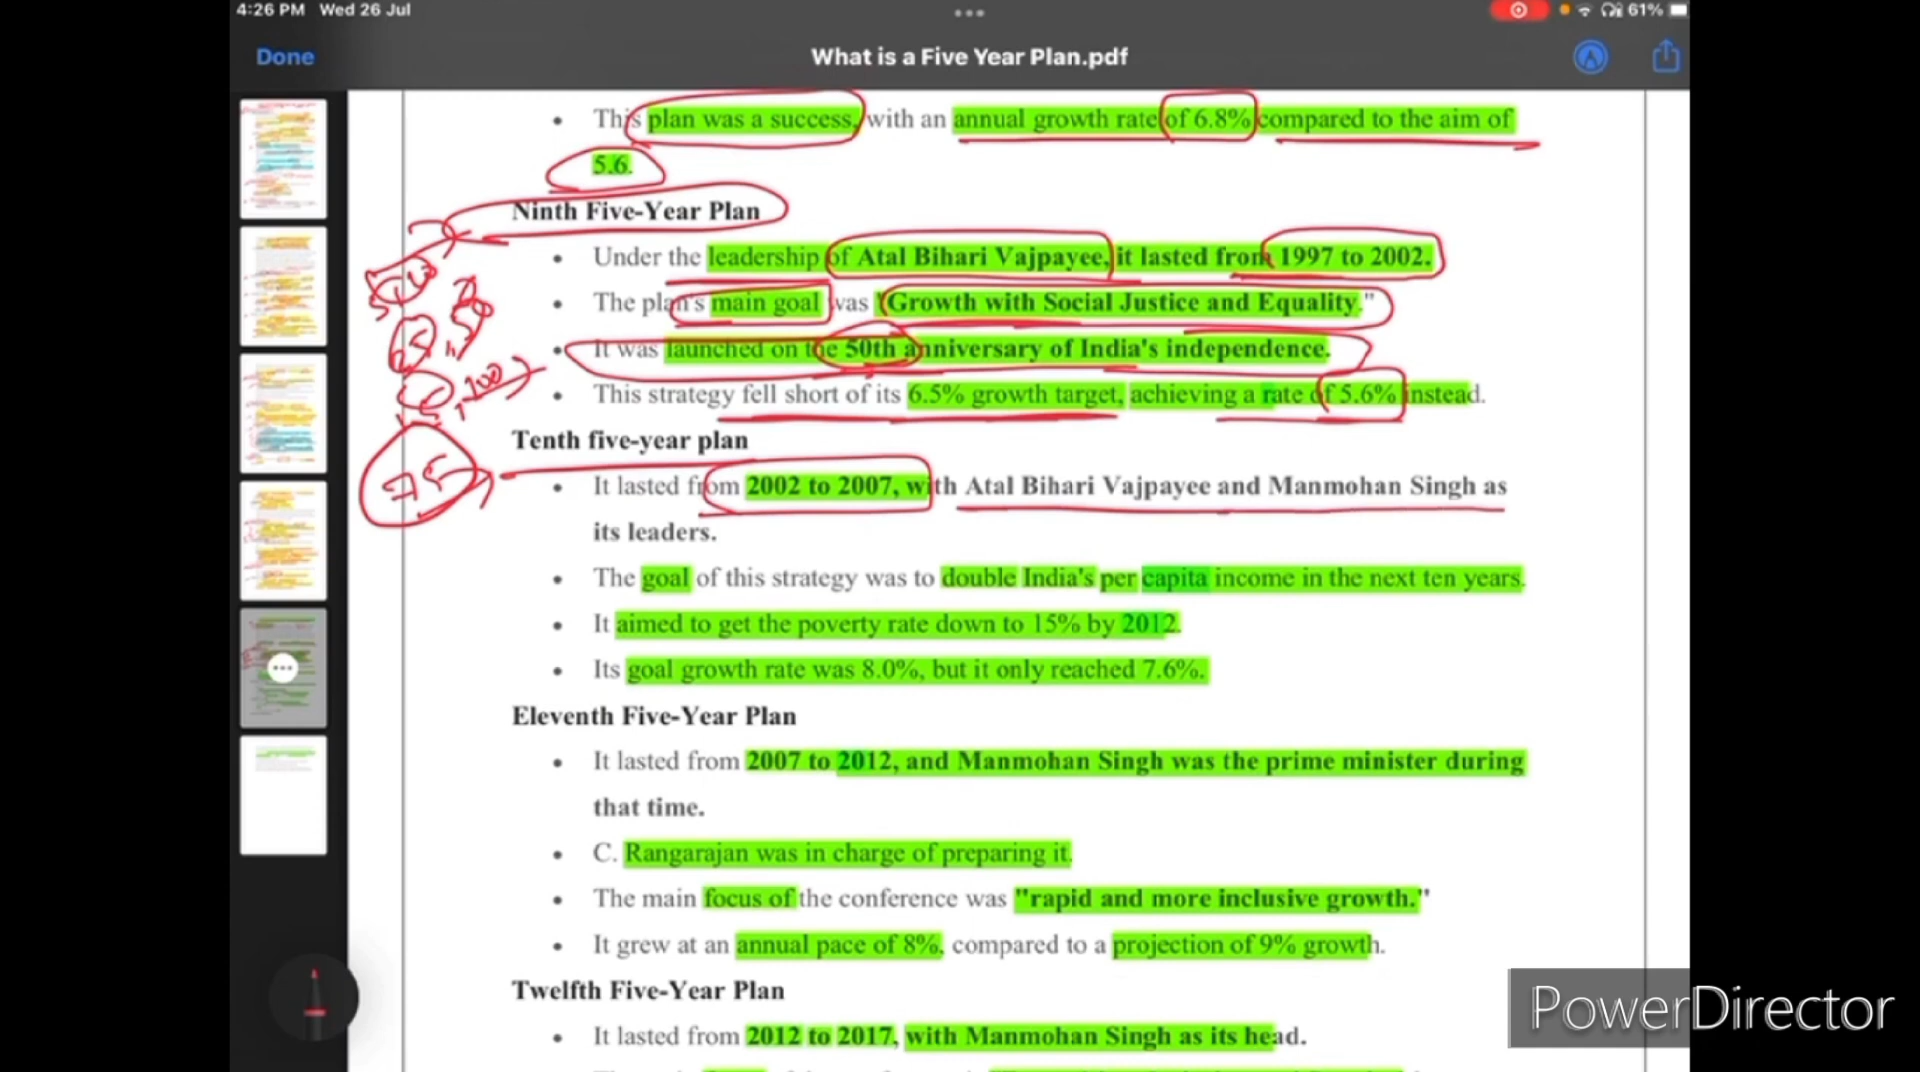 4:26 PM Wed 26 Jul
61%
Done
What is a Five Year Plan.pdf
• This plan was a success, with an annual growth rate of 6.8% compared to the aim of
5.6.
Ninth Five-Year Plan
• Under the leadership of Atal Bihari Vajpayee, it lasted from 1997 to 2002.
• The plan's main goal was "Growth with Social Justice and Equality."
• It was launched on the 50th anniversary of India's independence.
• This strategy fell short of its 6.5% growth target, achieving a rate of 5.6% instead.
Tenth five-year plan
75
• It lasted from 2002 to 2007, with Atal Bihari Vajpayee and Manmohan Singh as
its leaders.
• The goal of this strategy was to double India's per capita income in the next ten years.
• It aimed to get the poverty rate down to 15% by 2012.
• Its goal growth rate was 8.0%, but it only reached 7.6%.
Eleventh Five-Year Plan
• It lasted from 2007 to 2012, and Manmohan Singh was the prime minister during
that time.
• C. Rangarajan was in charge of preparing it.
• The main focus of the conference was "rapid and more inclusive growth."
• It grew at an annual pace of 8%, compared to a projection of 9% growth.
Twelfth Five-Year Plan
• It lasted from 2012 to 2017, with Manmohan Singh as its head.
PowerDirector